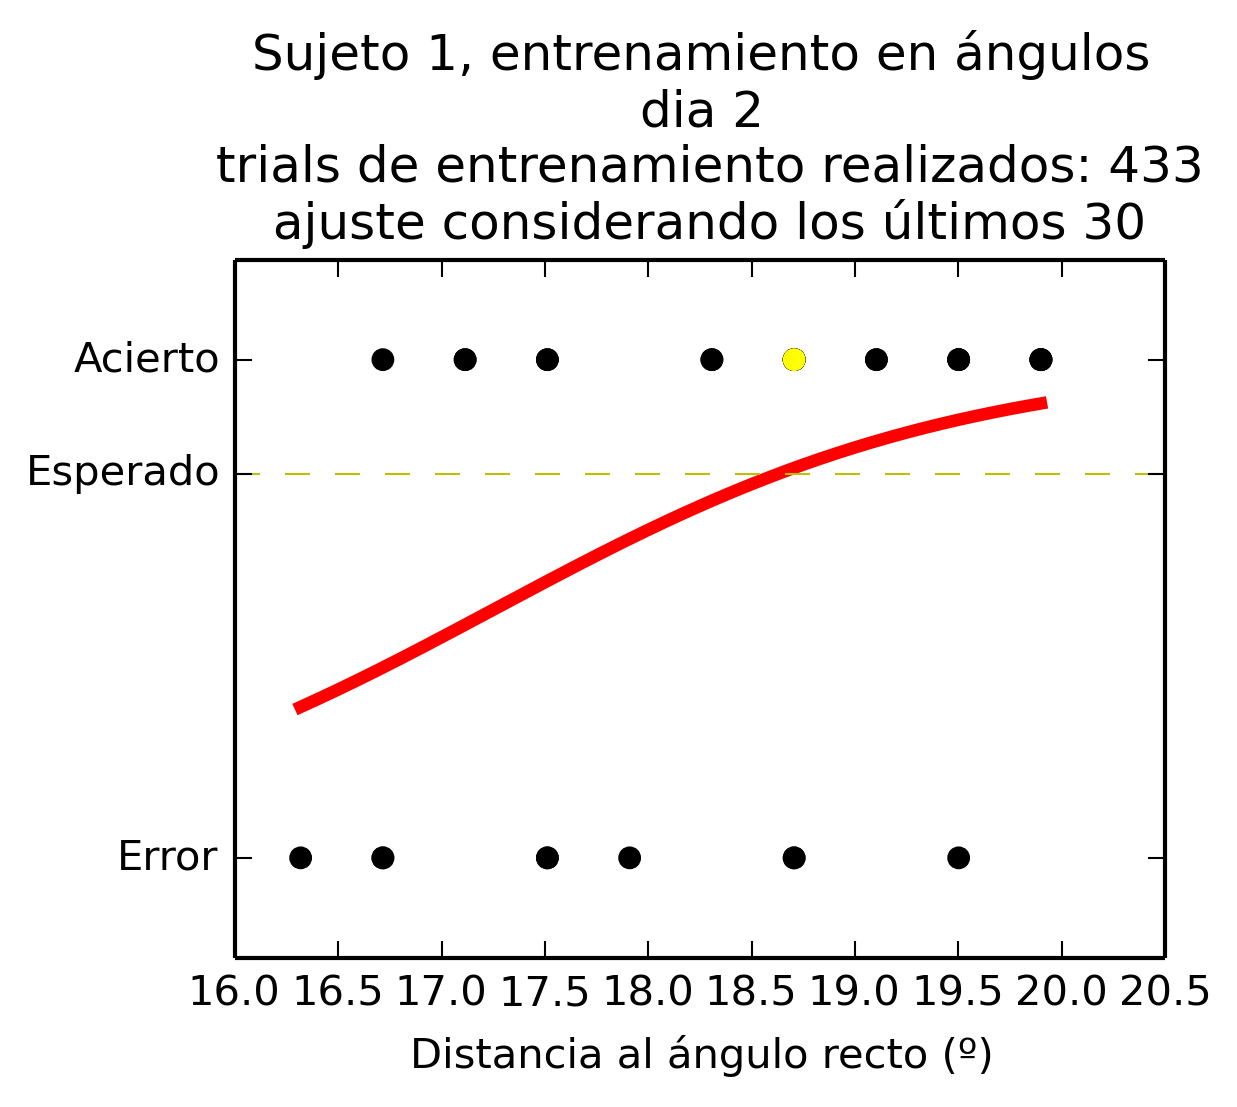 Sujeto 1, entrenamiento en ángulos
dia 2
trials de entrenamiento realizados: 433
ajuste considerando los últimos 30
Acierto
Esperado
Error
16.0 16.5 17.0 17.5 18.0 18.5 19.0 19.5 20.0 20.5
Distancia al ángulo recto (º)